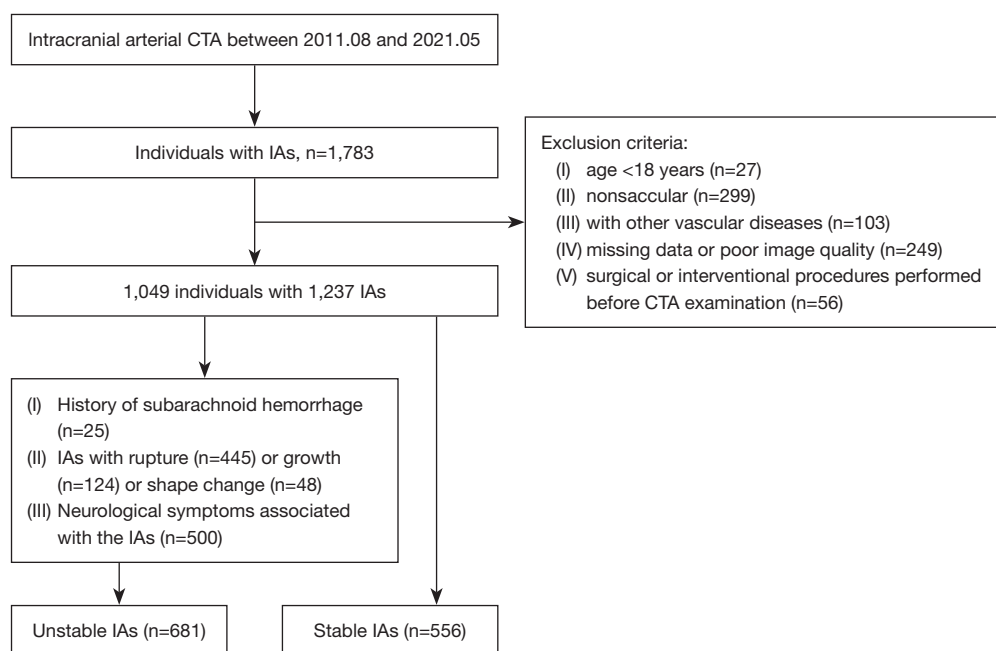 Intracranial arterial CTA between 2011.08 and 2021.05
Individuals with IAs, n=1,783
Exclusion criteria:
(I) age <18 years (n=27)
(II) nonsaccular (n=299)
(III) with other vascular diseases (n=103)
(IV) missing data or poor image quality (n=249)
(V) surgical or interventional procedures performed
before CTA examination (n=56)
1,049 individuals with 1,237 IAs
(I) History of subarachnoid hemorrhage
(n=25)
(II) IAs with rupture (n=445) or growth
(n=124) or shape change (n=48)
(III) Neurological symptoms associated
with the IAs (n=500)
Unstable IAs (n=681)
Stable IAs (n=556)